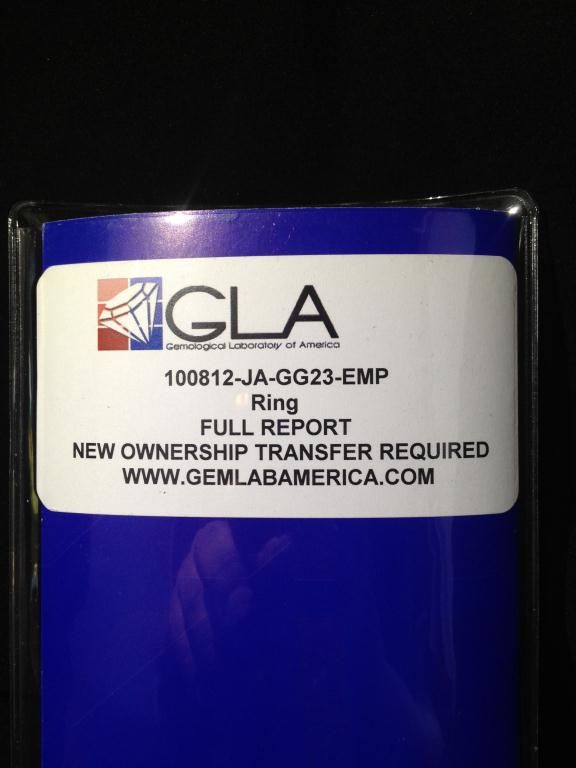 GLA
Gemological Laboratory of America
100812-JA-GG23-EMP
Ring
FULL REPORT
NEW OWNERSHIP TRANSFER REQUIRED
WWW.GEMLABAMERICA.COM